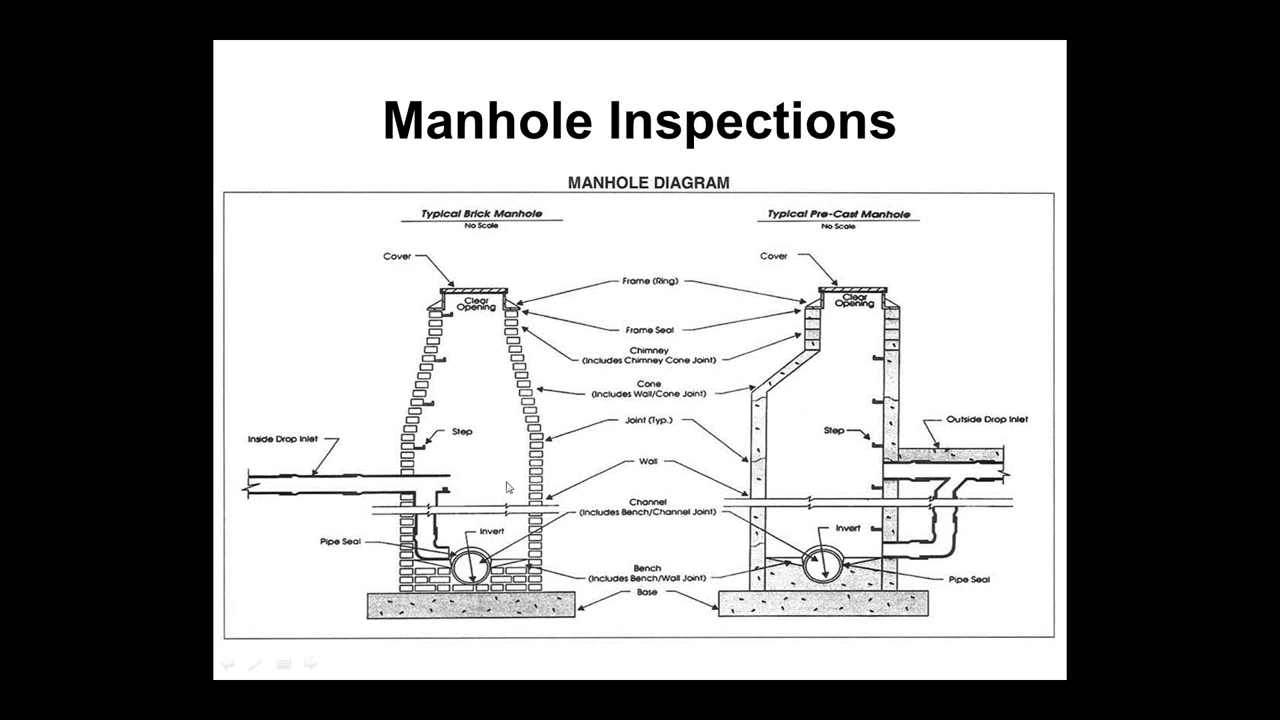 Manhole Inspections
MANHOLE DIAGRAM
Typical Brick Manhole
No Scale
Typical Pre-Cast Manhole
No Scale
Cover
Cover
Frame (Ring)
Clear
Opening
Clear
Opening
Frame Seal
Chimney
(Includes Chimney Cone Joint)
Cone
(Includes Wall/Cone Joint)
Joint (Typ.)
Step
Step
Outside Drop Inlet
Inside Drop Inlet
Wall
Channel
(Includes Bench/Channel Joint)
Invert
Invert
Pipe Seal
Bench
(Includes Bench/Wall Joint)
Pipe Seal
Base